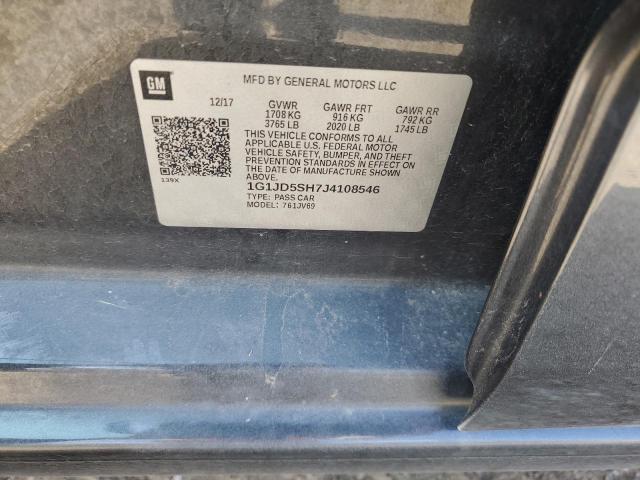 GM
MFD BY GENERAL MOTORS LLC
12/17 GVWR GAWR FRT GAWR RR
1708 KG 916 KG 792 KG
3765 LB 2020 LB 1745 LB
THIS VEHICLE CONFORMS TO ALL
APPLICABLE U.S. FEDERAL MOTOR
VEHICLE SAFETY, BUMPER, AND THEFT
PREVENTION STANDARDS IN EFFECT ON
THE DATE OF MANUFACTURE SHOWN
ABOVE.
139X
1G1JD5SH7J4108546
TYPE: PASS CAR
MODEL: 761JV69